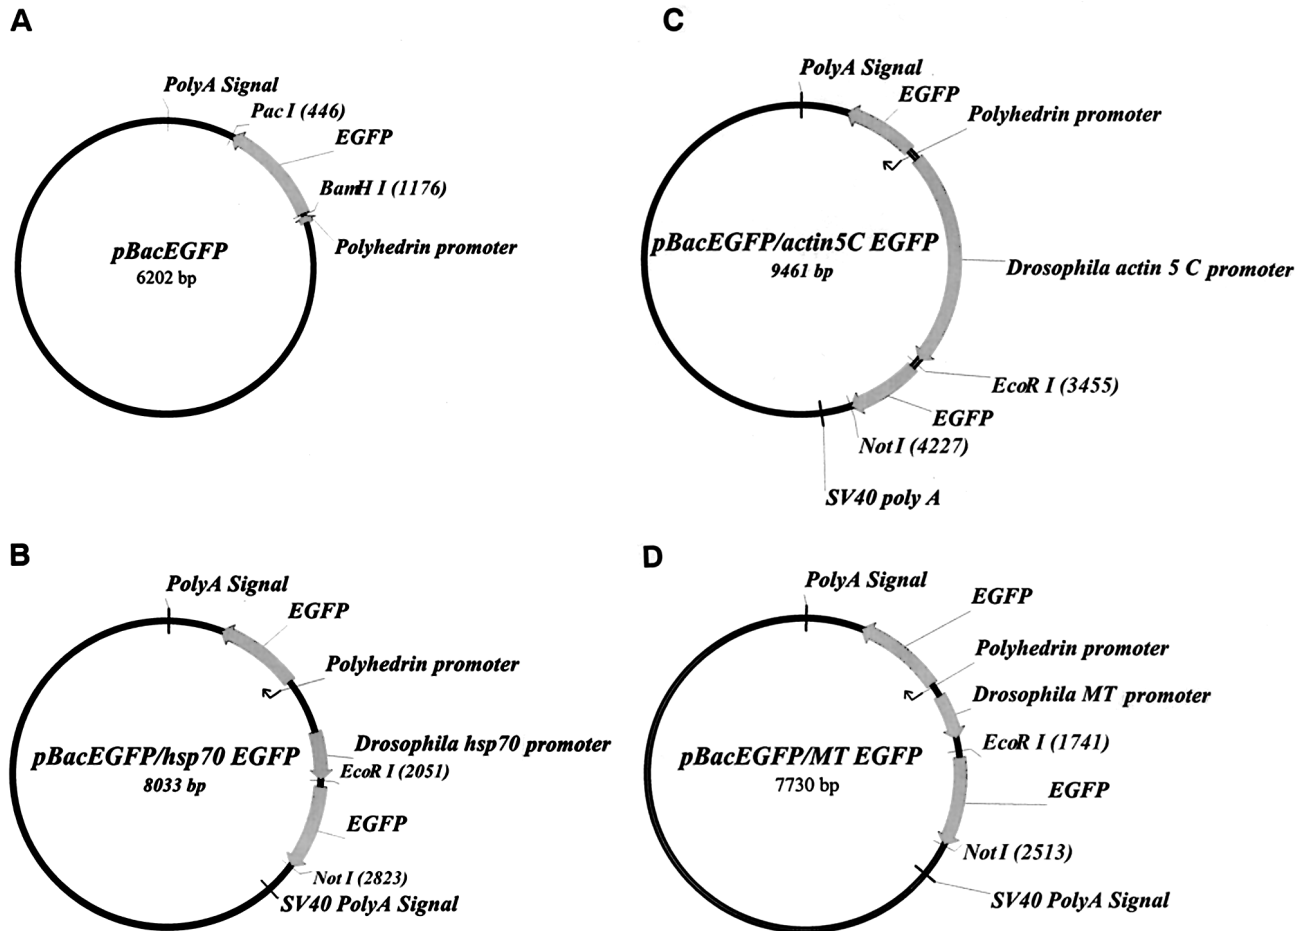 A
PolyA Signal
Pac I (446)
EGFP
BamH I (1176)
Polyhedrin promoter
pBacEGFP
6202 bp
C
PolyA Signal
EGFP
Polyhedrin promoter
pBacEGFP/actin5C EGFP
9461 bp
Drosophila actin 5 C promoter
EcoR I (3455)
EGFP
Not I (4227)
SV40 poly A
B
PolyA Signal
EGFP
Polyhedrin promoter
Drosophila hsp70 promoter
pBacEGFP/hsp70 EGFP
8033 bp
EcoR I (2051)
EGFP
Not I (2823)
SV40 PolyA Signal
D
PolyA Signal
EGFP
Polyhedrin promoter
Drosophila MT promoter
EcoR I (1741)
pBacEGFP/MT EGFP
7730 bp
EGFP
Not I (2513)
SV40 PolyA Signal